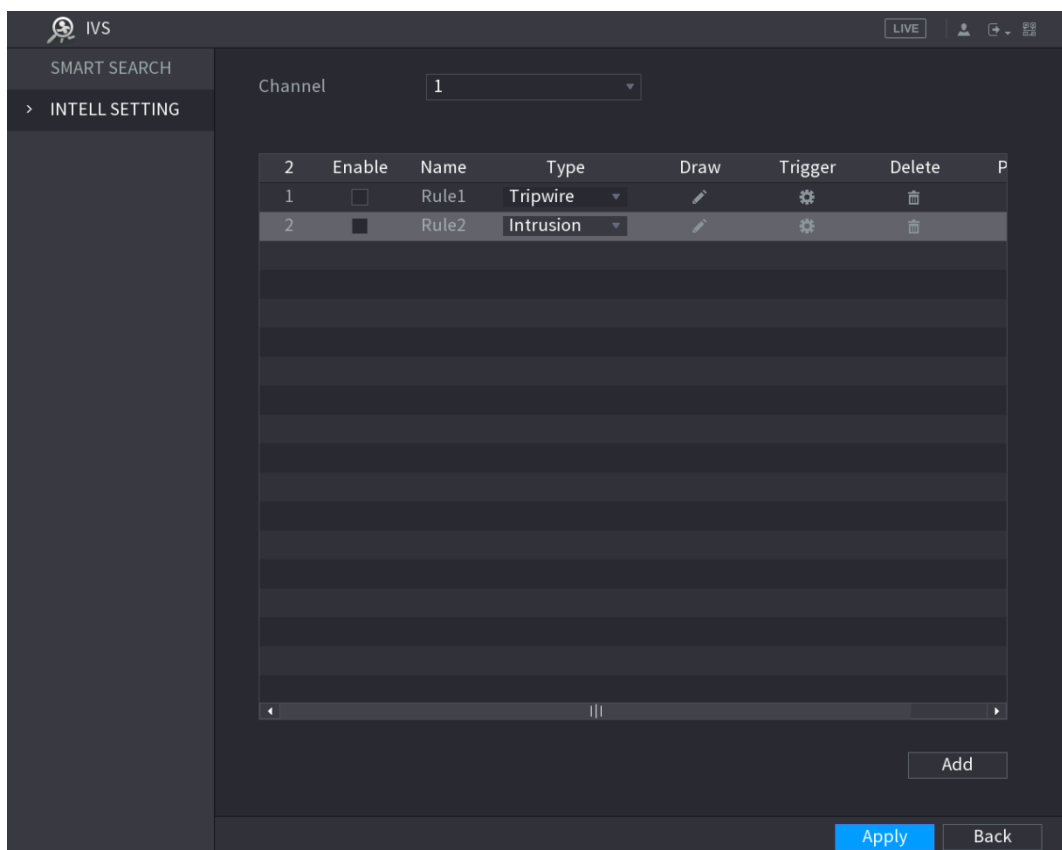 IVS LIVE
SMART SEARCH
INTELL SETTING
Channel 1
2 Enable Name Type Draw Trigger Delete P
1 Rule1 Tripwire
2 Rule2 Intrusion
Add
Apply Back